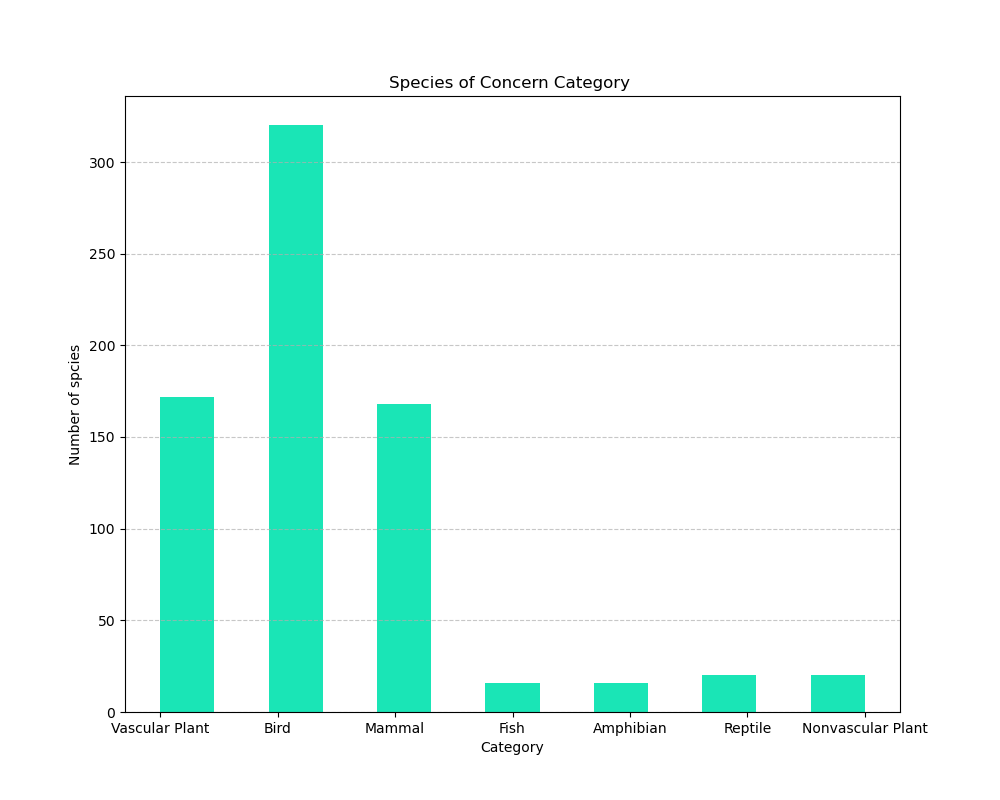 Species of Concern Category
300
250
200
150
100
50
0
Number of spcies
Vascular Plant Bird Mammal Fish Amphibian Reptile Nonvascular Plant
Category